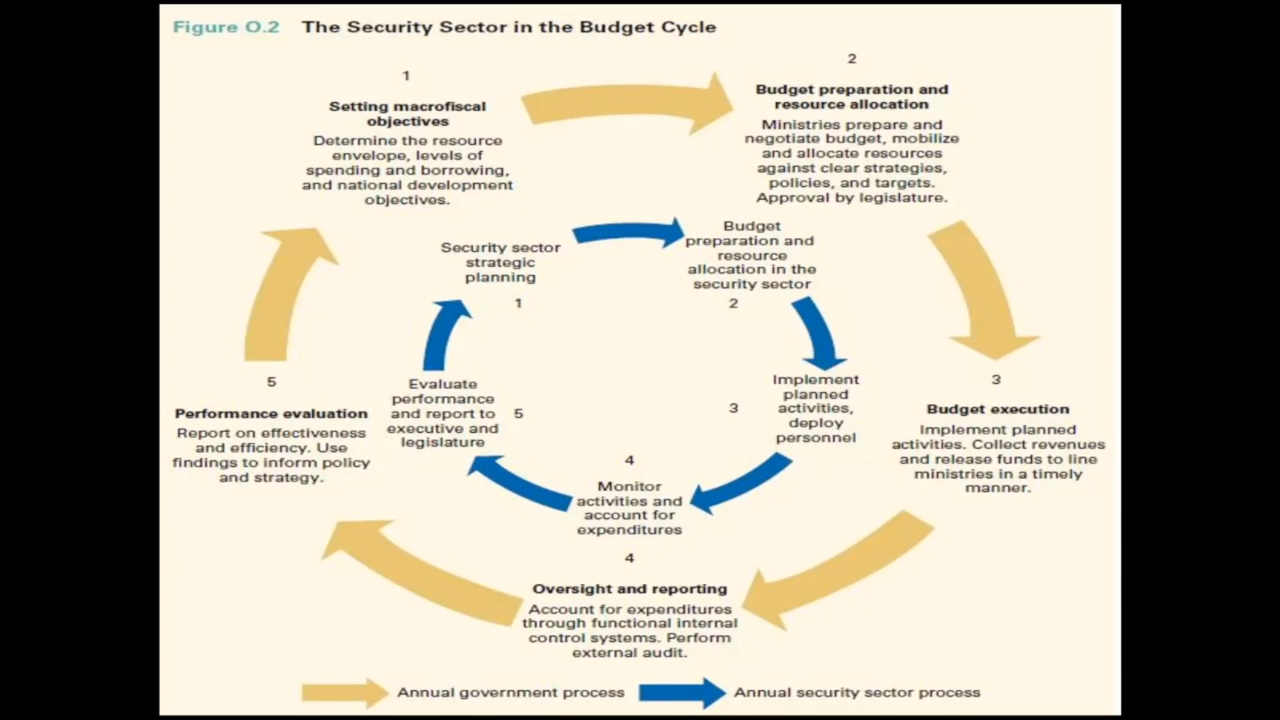 Figure O.2 The Security Sector in the Budget Cycle
1
Setting macrofiscal
objectives
Determine the resource
envelope, levels of
spending and borrowing,
and national development
objectives.
2
Budget preparation and
resource allocation
Ministries prepare and
negotiate budget, mobilize
and allocate resources
against clear strategies,
policies, and targets.
Approval by legislature.
Security sector
strategic
planning
1
Budget
preparation and
resource
allocation in the
security sector
2
5
Performance evaluation
Report on effectiveness
and efficiency. Use
findings to inform policy
and strategy.
Evaluate
performance
and report to
executive and
legislature
5
Implement
planned
activities,
deploy
personnel
3
3
Budget execution
Implement planned
activities. Collect revenues
and release funds to line
ministries in a timely
manner.
4
Monitor
activities and
account for
expenditures
4
Oversight and reporting
Account for expenditures
through functional internal
control systems. Perform
external audit.
Annual government process
Annual security sector process